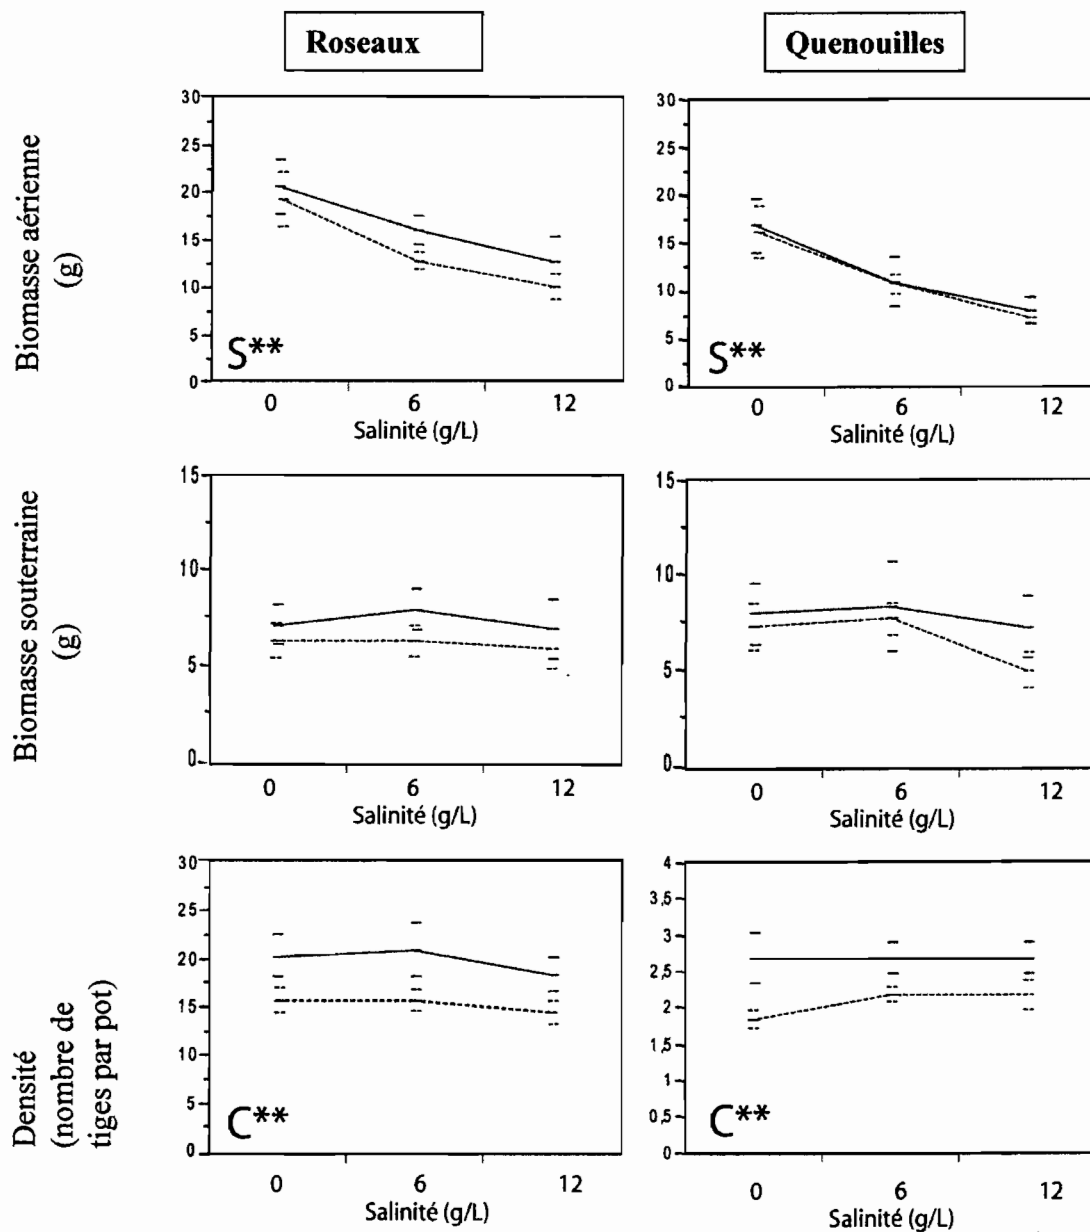 Roseaux
Quenouilles
Biomasse aérienne
(g)
30
25
20
15
10
5
0
S**
0 6 12
Salinité (g/L)
30
25
20
15
10
5
0
S**
0 6 12
Salinité (g/L)
Biomasse souterraine
(g)
15
10
5
0
0 6 12
Salinité (g/L)
15
10
5
0
0 6 12
Salinité (g/L)
Densité
(nombre de
tiges par pot)
30
25
20
15
10
5
0
C**
0 6 12
Salinité (g/L)
4
3,5
3
2,5
2
1,5
1
0,5
0
C**
0 6 12
Salinité (g/L)